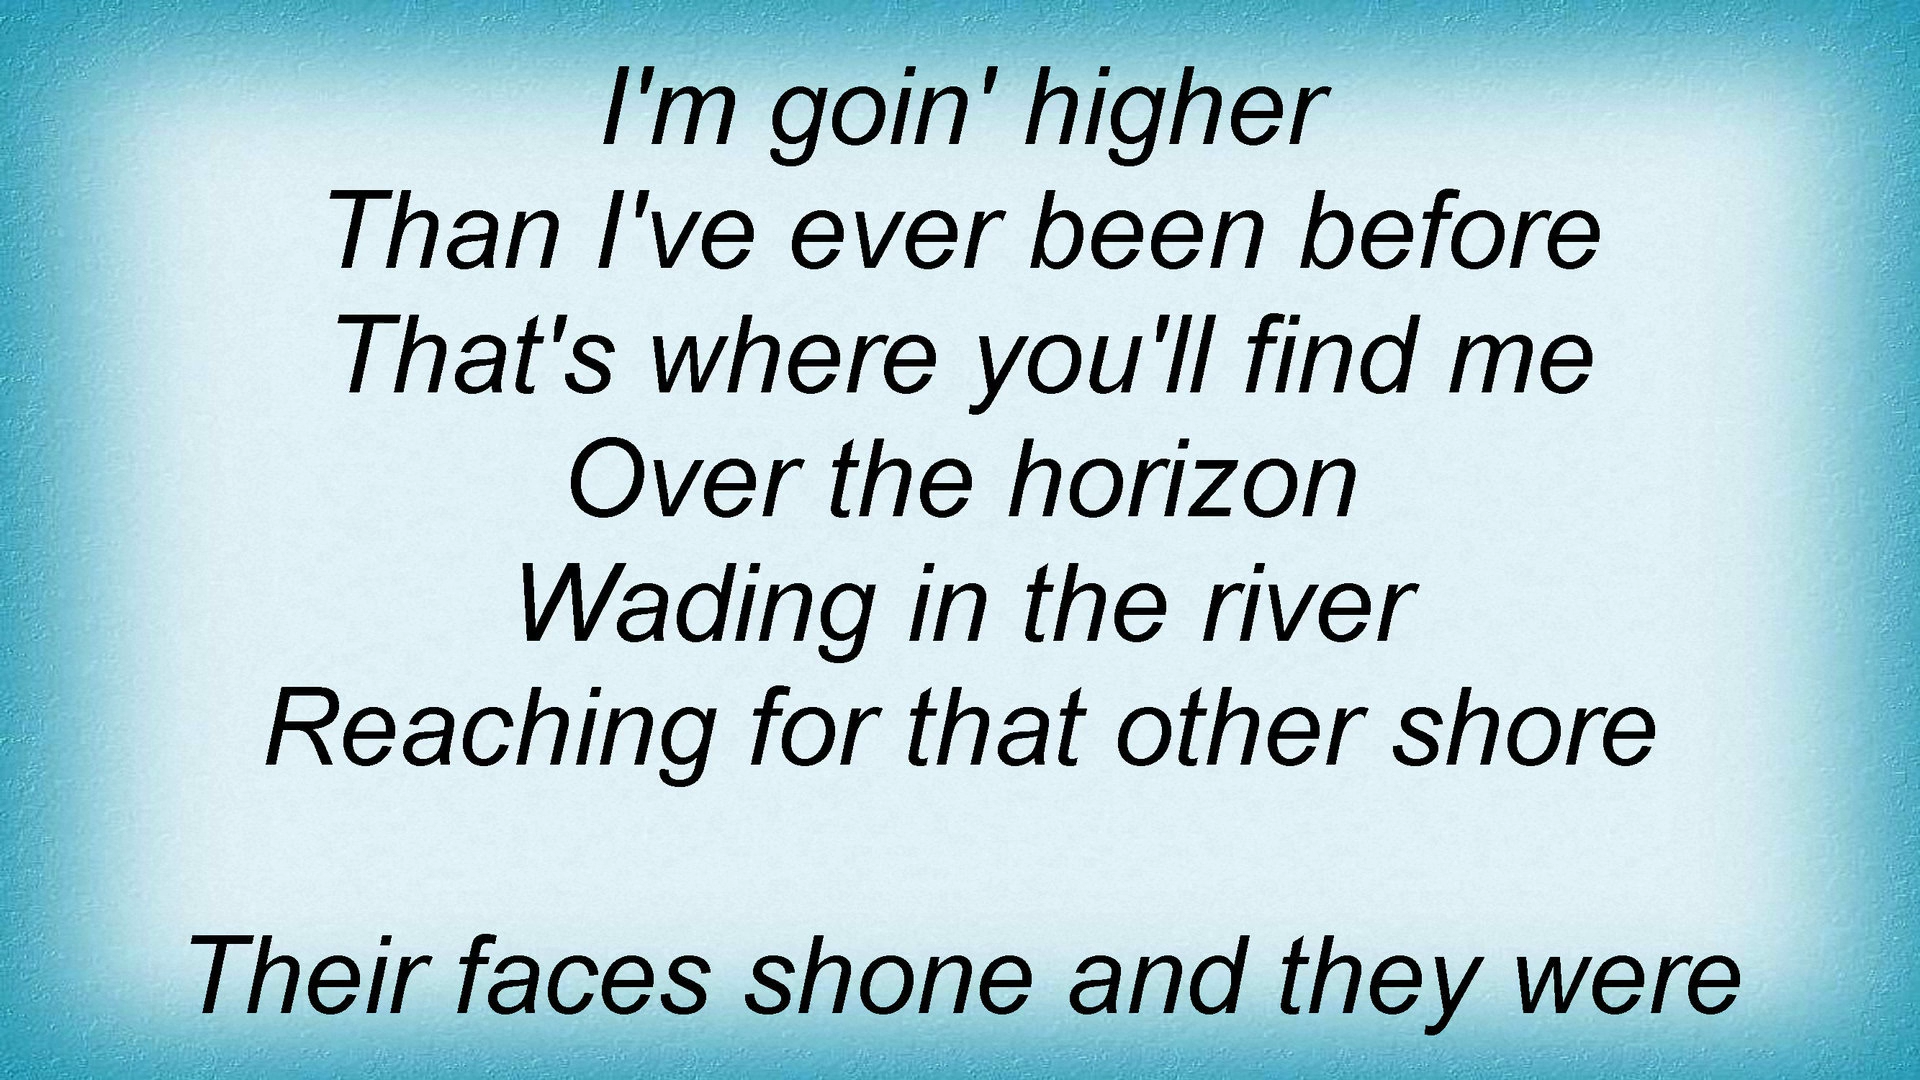 I'm goin' higher
Than I've ever been before
That's where you'll find me
Over the horizon
Wading in the river
Reaching for that other shore
Their faces shone and they were